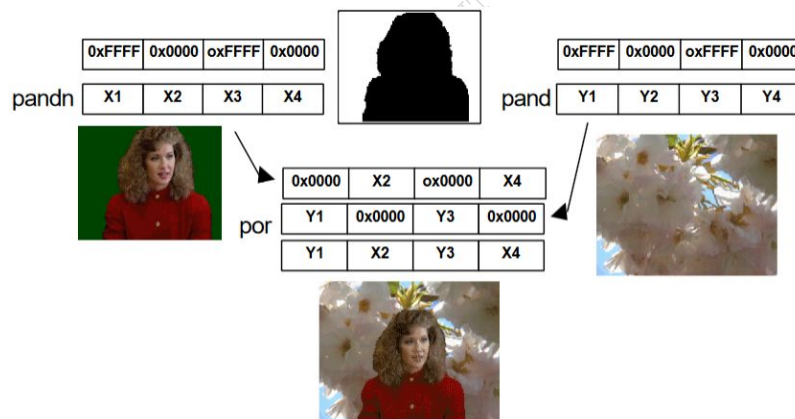 0xFFFF 0x0000 oxFFFF 0x0000
pandn X1 X2 X3 X4
0xFFFF 0x0000 oxFFFF 0x0000
pand Y1 Y2 Y3 Y4
0x0000 X2 ox0000 X4
por Y1 0x0000 Y3 0x0000
Y1 X2 Y3 X4